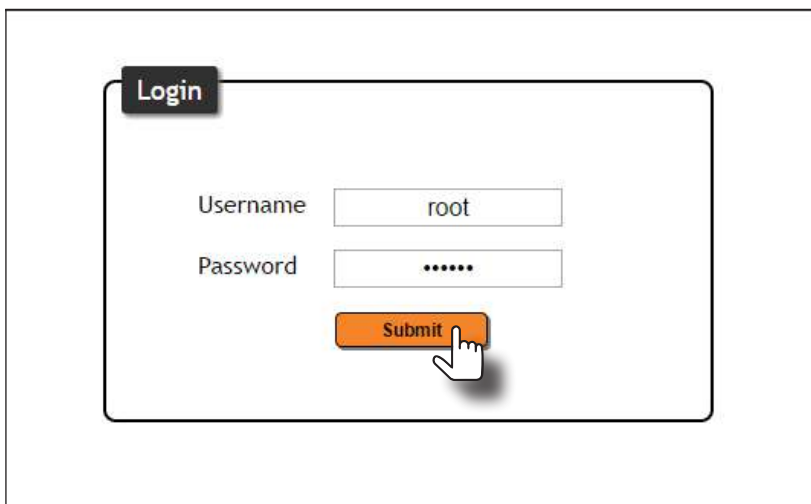 Login
Username root
Password ••••••
Submit